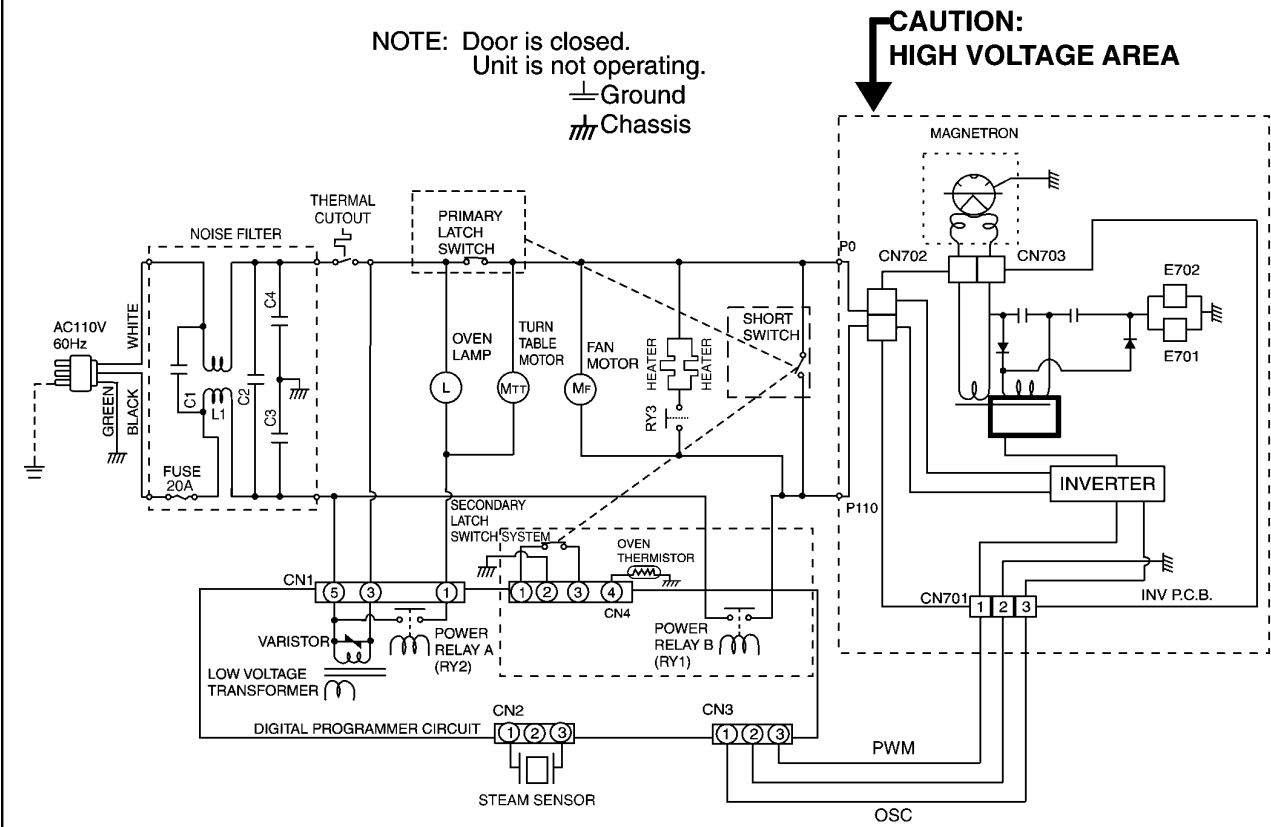 CAUTION:
HIGH VOLTAGE AREA
NOTE: Door is closed.
Unit is not operating.
Ground
Chassis
MAGNETRON
THERMAL
CUTOUT
PRIMARY
LATCH
SWITCH
NOISE FILTER
P0
CN702
CN703
E702
E701
C4
WHITE
AC110V
60Hz
SHORT
SWITCH
OVEN
LAMP
TURN
TABLE
MOTOR
FAN
MOTOR
HEATER
HEATER
L
MTT
MF
C1
L1
C2
C3
GREEN
BLACK
RY3
FUSE
20A
INVERTER
P110
SECONDARY
LATCH
SWITCH SYSTEM
OVEN
THERMISTOR
CN1
5
3
1
1
2
3
4
CN4
CN701
1
2
3
INV P.C.B.
VARISTOR
POWER
RELAY A
(RY2)
POWER
RELAY B
(RY1)
LOW VOLTAGE
TRANSFORMER
DIGITAL PROGRAMMER CIRCUIT
CN2
1
2
3
CN3
1
2
3
PWM
STEAM SENSOR
OSC